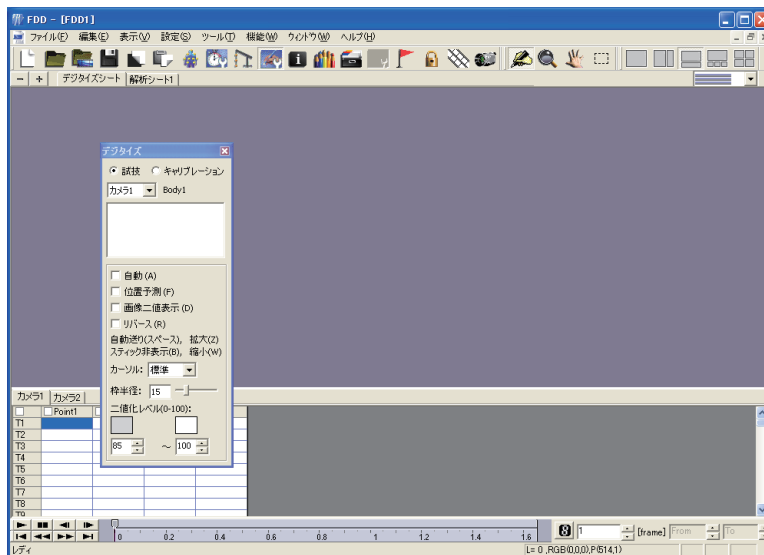 FDD - [FDD1]
ファイル(F) 編集(E) 表示(V) 設定(S) ツール(T) 機能(W) ウィンドウ(W) ヘルプ(H)
デジタイズシート 解析シート1
デジタイズ
試技 キャリブレーション
カメラ1 Body1
自動(A)
位置予測(F)
画像二値表示(D)
リバース(R)
自動送り(スペース), 拡大(Z)
スティック非表示(B), 縮小(W)
カーソル: 標準
枠半径: 15
二値化レベル(0-100):
85 ～ 100
カメラ1 カメラ2
Point1
T1
T2
T3
T4
T5
T6
T7
T8
T9
0 0.2 0.4 0.6 0.8 1 1.2 1.4 1.6
8 1 [frame] From To
レディ L= 0 ,RGB(0,0,0),P(514,1)